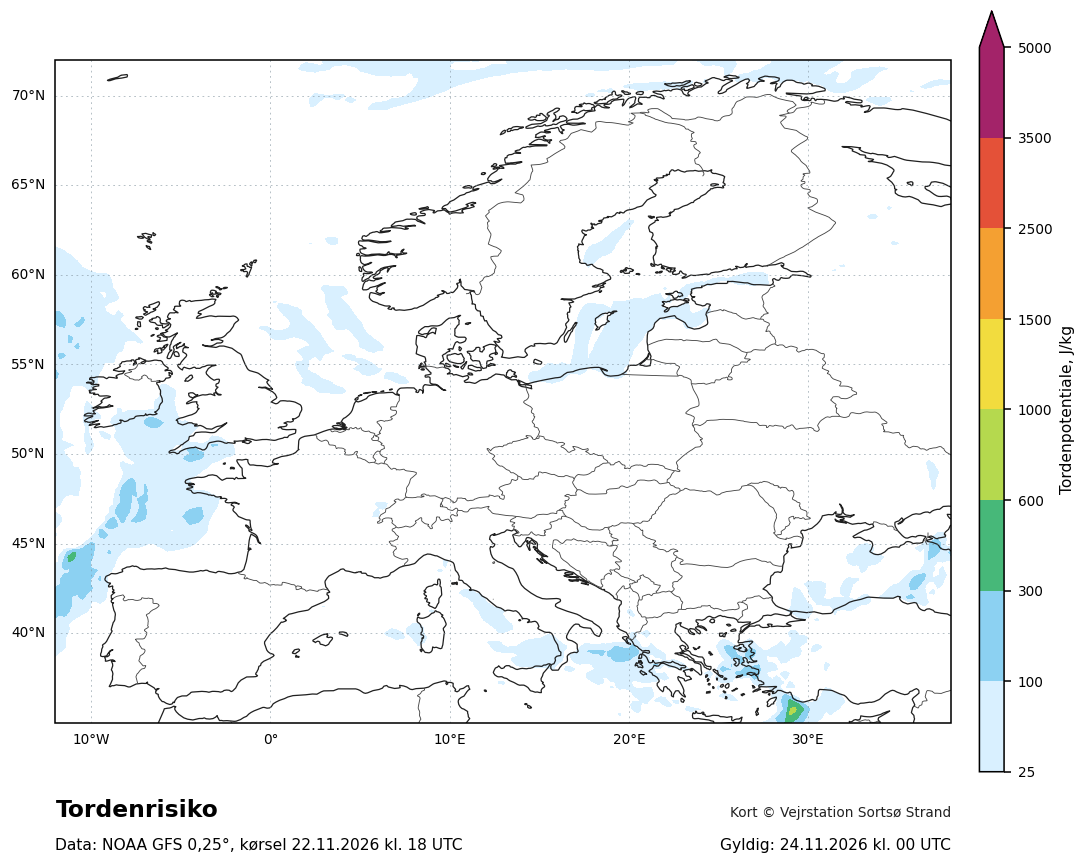 70°N
65°N
60°N
55°N
50°N
45°N
40°N
10°W
0°
10°E
20°E
30°E
5000
3500
2500
1500
1000
600
300
100
25
Tordenpotentiale, J/kg
Tordenrisiko
Kort © Vejrstation Sortsø Strand
Data: NOAA GFS 0,25°, kørsel 22.11.2026 kl. 18 UTC
Gyldig: 24.11.2026 kl. 00 UTC